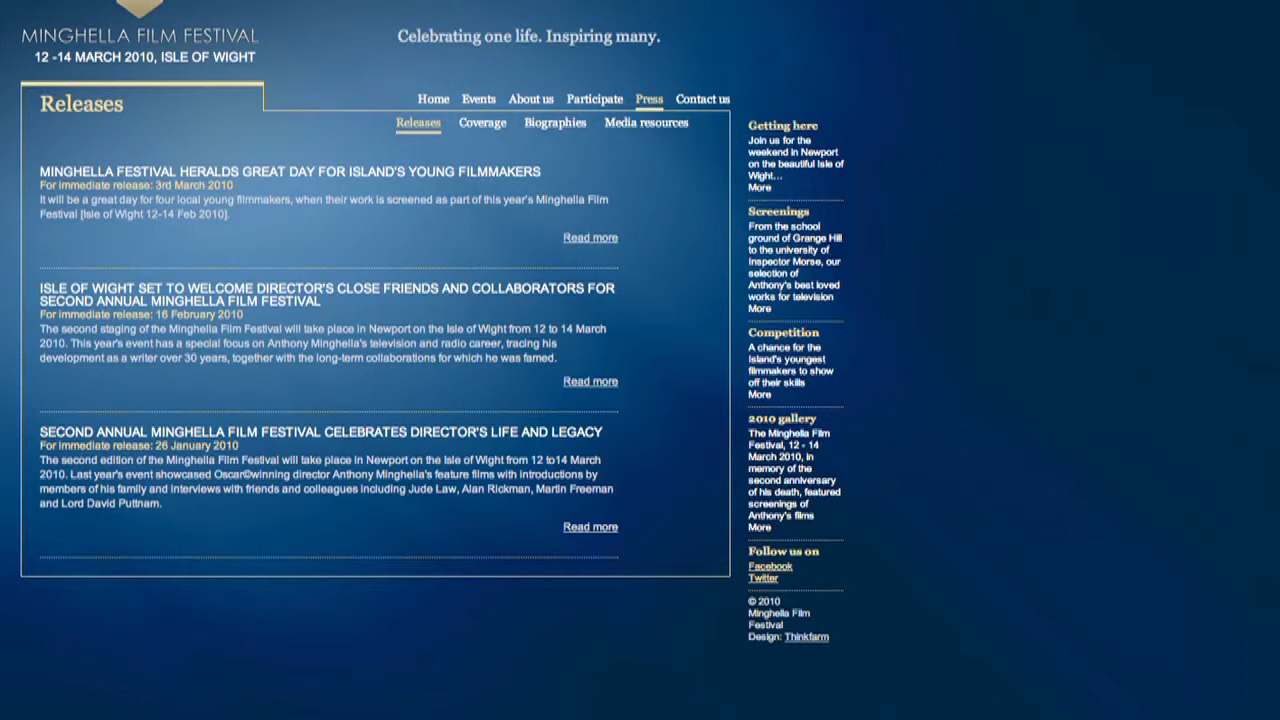 MINGHELLA FILM FESTIVAL
12 -14 MARCH 2010, ISLE OF WIGHT
Celebrating one life. Inspiring many.
Releases
Home Events About us Participate Press Contact us
Releases Coverage Biographies Media resources
MINGHELLA FESTIVAL HERALDS GREAT DAY FOR ISLAND'S YOUNG FILMMAKERS
For immediate release: 3rd March 2010
It will be a great day for four local young filmmakers, when their work is screened as part of this year's Minghella Film
Festival [Isle of Wight 12-14 Feb 2010].
Read more
ISLE OF WIGHT SET TO WELCOME DIRECTOR'S CLOSE FRIENDS AND COLLABORATORS FOR
SECOND ANNUAL MINGHELLA FILM FESTIVAL
For immediate release: 16 February 2010
The second staging of the Minghella Film Festival will take place in Newport on the Isle of Wight from 12 to 14 March
2010. This year's event has a special focus on Anthony Minghella's television and radio career, tracing his
development as a writer over 30 years, together with the long-term collaborations for which he was famed.
Read more
SECOND ANNUAL MINGHELLA FILM FESTIVAL CELEBRATES DIRECTOR'S LIFE AND LEGACY
For immediate release: 26 January 2010
The second edition of the Minghella Film Festival will take place in Newport on the Isle of Wight from 12 to14 March
2010. Last year's event showcased Oscar©winning director Anthony Minghella's feature films with introductions by
members of his family and interviews with friends and colleagues including Jude Law, Alan Rickman, Martin Freeman
and Lord David Puttnam.
Read more
Getting here
Join us for the
weekend in Newport
on the beautiful Isle of
Wight...
More
Screenings
From the school
ground of Grange Hill
to the university of
Inspector Morse, our
selection of
Anthony's best loved
works for television
More
Competition
A chance for the
Island's youngest
filmmakers to show
off their skills
More
2010 gallery
The Minghella Film
Festival, 12 - 14
March 2010, in
memory of the
second anniversary
of his death, featured
screenings of
Anthony's films
More
Follow us on
Facebook
Twitter
© 2010
Minghella Film
Festival
Design: Thinkfarm